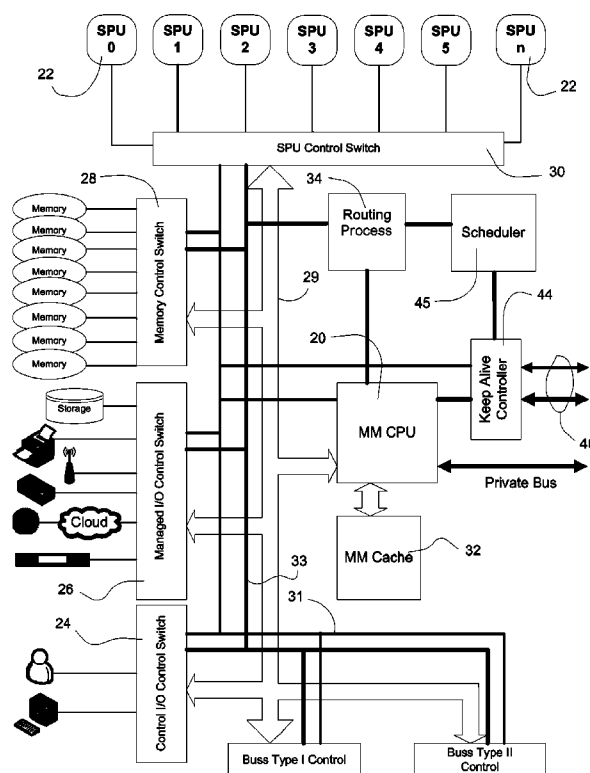 SPU 0
SPU 1
SPU 2
SPU 3
SPU 4
SPU 5
SPU n
22
22
SPU Control Switch
30
28
34
Memory
Memory
Memory
Memory
Memory
Memory
Memory
Memory
Memory Control Switch
Routing Process
Scheduler
29
45
44
20
Keep Alive Controller
Storage
MM CPU
Private Bus
Managed I/O Control Switch
Cloud
MM Cache
32
33
26
31
24
Control I/O Control Switch
Buss Type I Control
Buss Type II Control